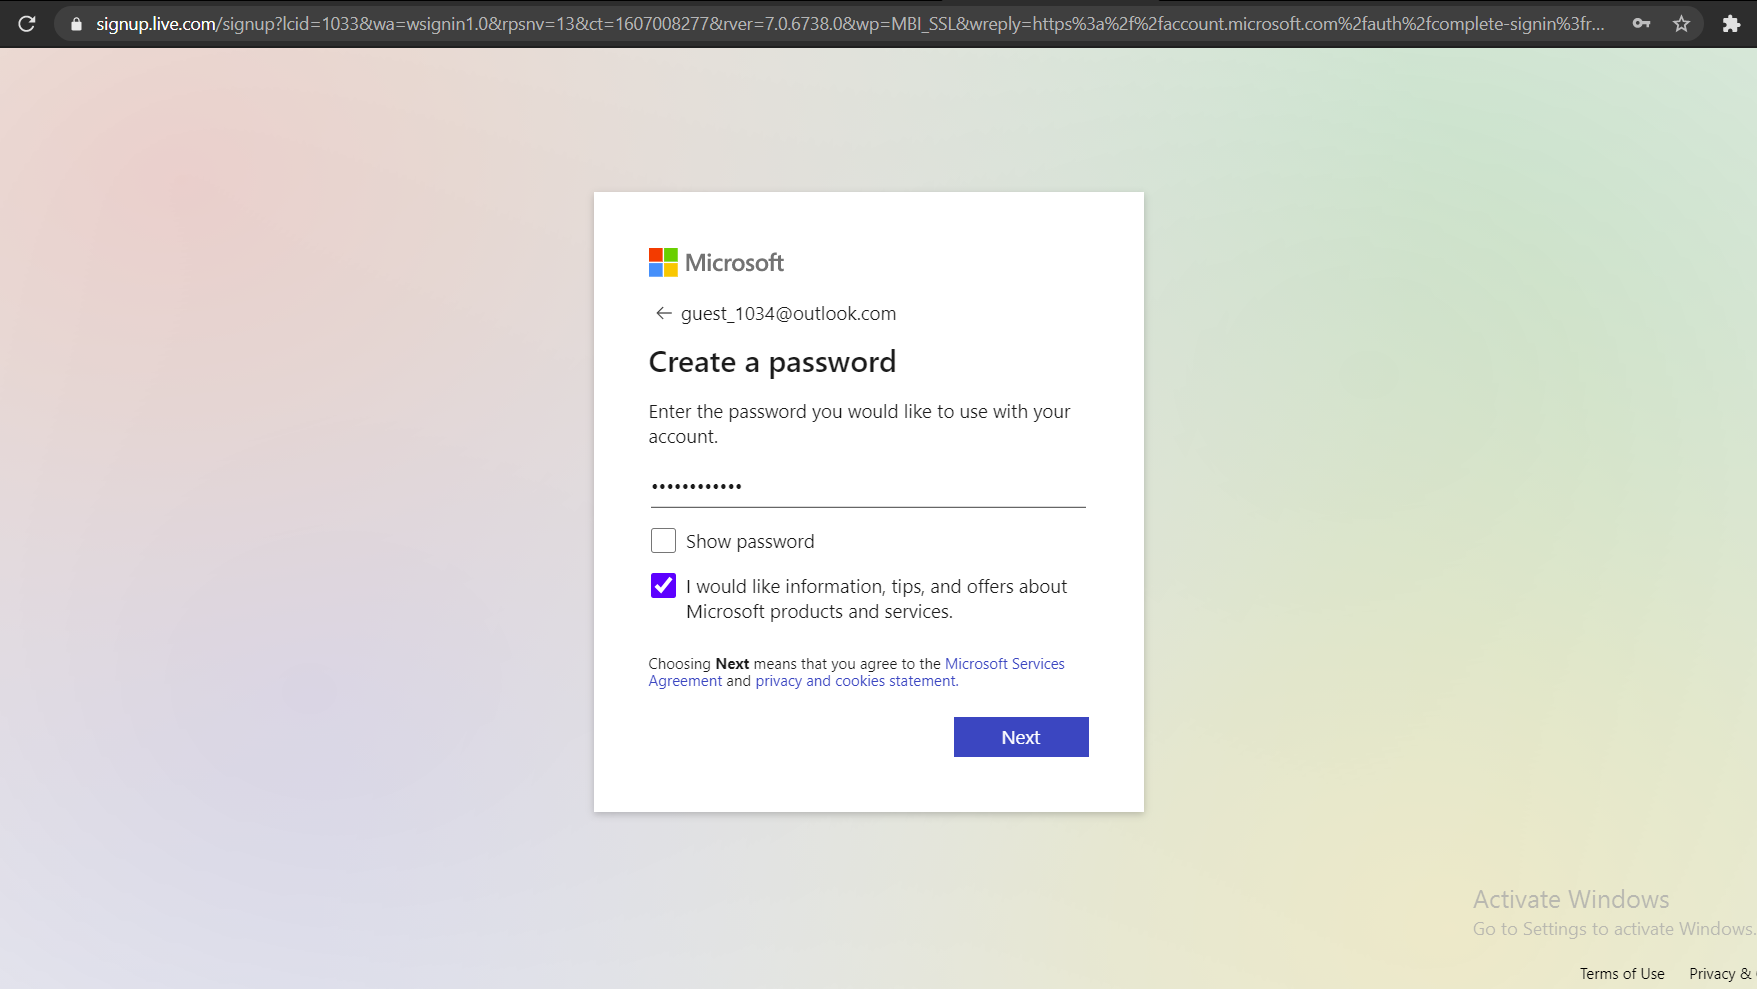 signup.live.com/signup?lcid=1033&wa=wsignin1.0&rpsnv=13&ct=1607008277&rver=7.0.6738.0&wp=MBI_SSL&wreply=https%3a%2f%2faccount.microsoft.com%2fauth%2fcomplete-signin%3fr...
Microsoft
guest_1034@outlook.com
Create a password
Enter the password you would like to use with your
account.
••••••••••••
Show password
I would like information, tips, and offers about
Microsoft products and services.
Choosing Next means that you agree to the Microsoft Services
Agreement and privacy and cookies statement.
Next
Activate Windows
Go to Settings to activate Windows.
Terms of Use Privacy &